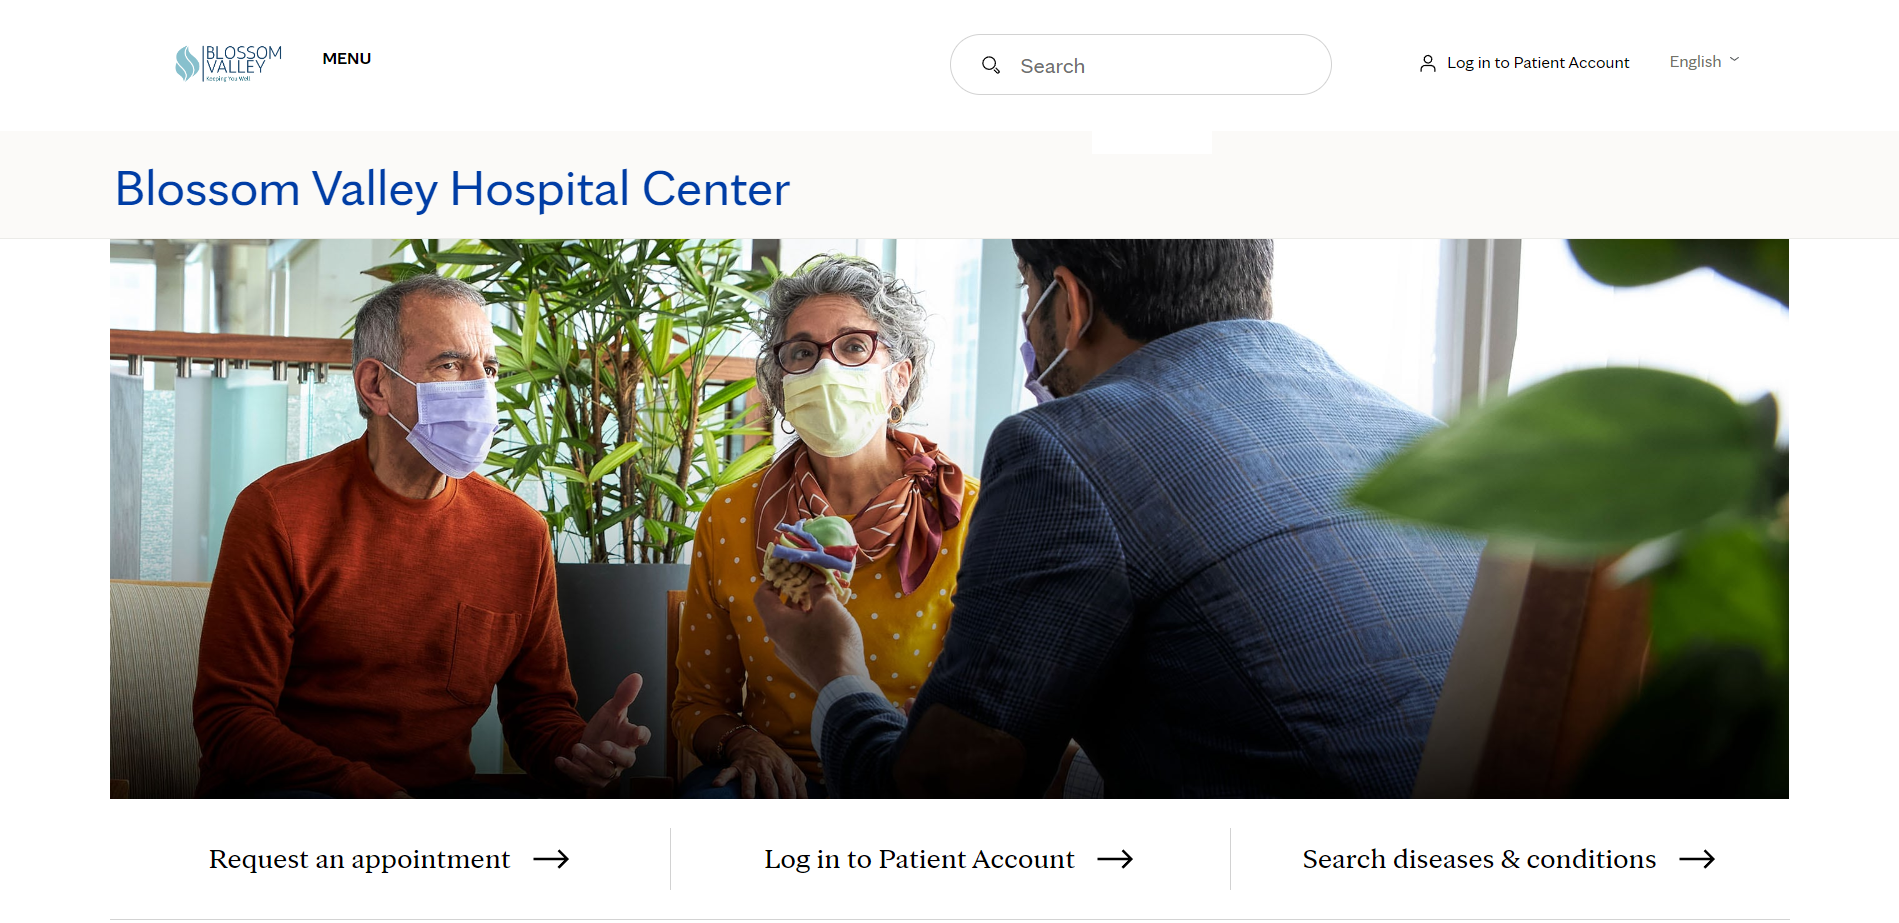 BLOSSOM
VALLEY
Keeping You Well
MENU
Search
Log in to Patient Account
English
Blossom Valley Hospital Center
Request an appointment
Log in to Patient Account
Search diseases & conditions